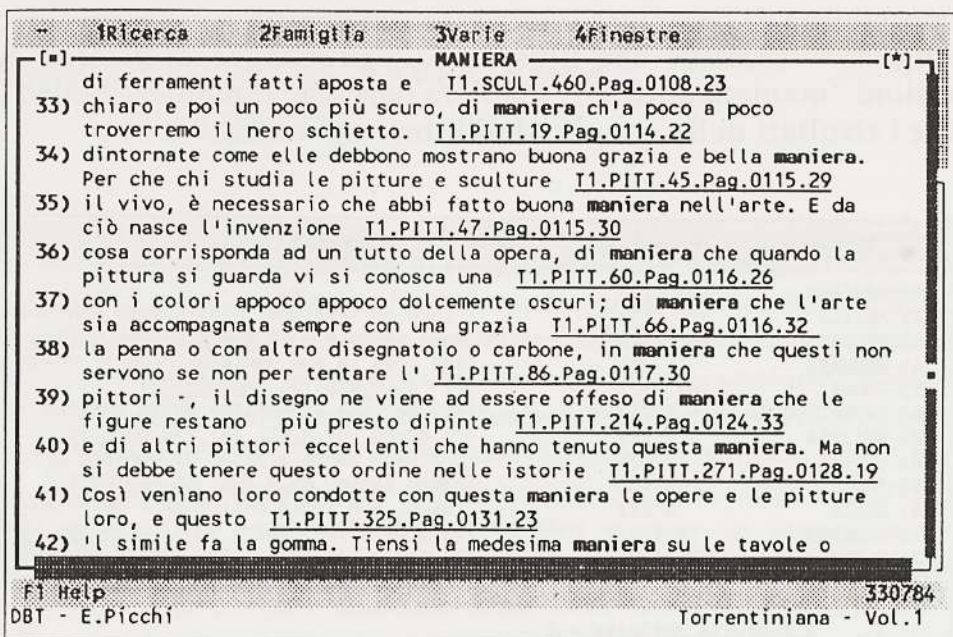 1Ricerca 2Famiglia 3Varie 4Finestre
[▪] MANIERA [*]
di ferramenti fatti aposta e T1.SCULT.460.Pag.0108.23
33) chiaro e poi un poco più scuro, di maniera ch'a poco a poco
troverremo il nero schietto. T1.PITT.19.Pag.0114.22
34) dintornate come elle debbono mostrano buona grazia e bella maniera.
Per che chi studia le pitture e sculture T1.PITT.45.Pag.0115.29
35) il vivo, è necessario che abbi fatto buona maniera nell'arte. E da
ciò nasce l'invenzione T1.PITT.47.Pag.0115.30
36) cosa corrisponda ad un tutto della opera, di maniera che quando la
pittura si guarda vi si conosca una T1.PITT.60.Pag.0116.26
37) con i colori appoco appoco dolcemente oscuri; di maniera che l'arte
sia accompagnata sempre con una grazia T1.PITT.66.Pag.0116.32
38) la penna o con altro disegnatoio o carbone, in maniera che questi non
servono se non per tentare l' T1.PITT.86.Pag.0117.30
39) pittori -, il disegno ne viene ad essere offeso di maniera che le
figure restano più presto dipinte T1.PITT.214.Pag.0124.33
40) e di altri pittori eccellenti che hanno tenuto questa maniera. Ma non
si debbe tenere questo ordine nelle istorie T1.PITT.271.Pag.0128.19
41) Così venìano loro condotte con questa maniera le opere e le pitture
loro, e questo T1.PITT.325.Pag.0131.23
42) 'l simile fa la gomma. Tiensi la medesima maniera su le tavole o
F1 Help 330784
DBT - E.Picchi Torrentiniana - Vol.1